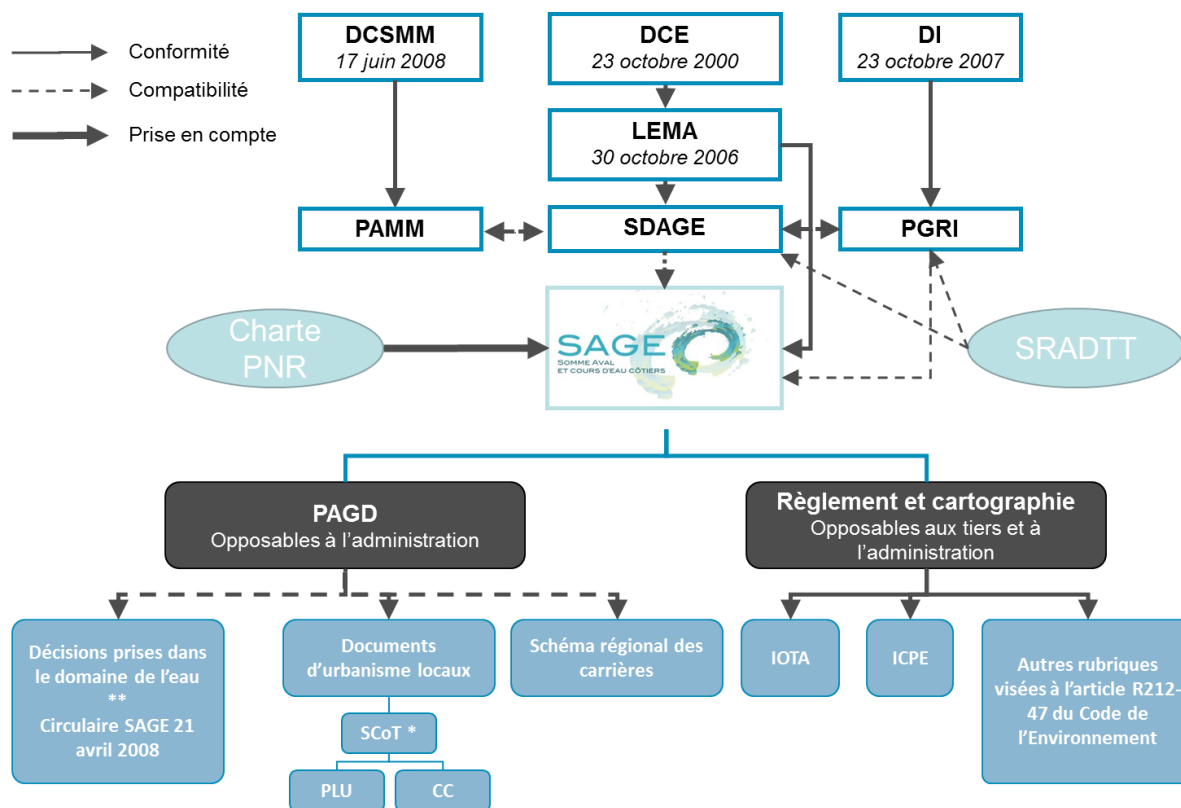 DCSMM
17 juin 2008
DCE
23 octobre 2000
DI
23 octobre 2007
Conformité
Compatibilité
Prise en compte
LEMA
30 octobre 2006
PAMM
SDAGE
PGRI
Charte
PNR
SAGE
SOMME AVAL
ET COURS D'EAU CÔTIERS
SRADTT
PAGD
Opposables à l'administration
Règlement et cartographie
Opposables aux tiers et à
l'administration
Décisions prises dans
le domaine de l'eau
**
Circulaire SAGE 21
avril 2008
Documents
d'urbanisme locaux
Schéma régional des
carrières
IOTA
ICPE
Autres rubriques
visées à l'article R212-
47 du Code de
l'Environnement
SCoT *
PLU
CC